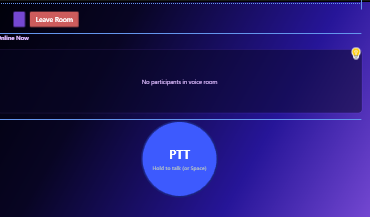 Leave Room
Online Now
No participants in voice room
PTT
Hold to talk (or Space)